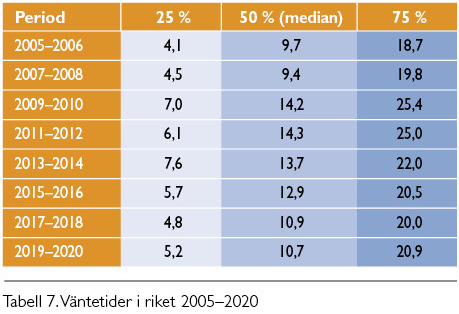 Period 25 % 50 % (median) 75 %
2005–2006 4,1 9,7 18,7
2007–2008 4,5 9,4 19,8
2009–2010 7,0 14,2 25,4
2011–2012 6,1 14,3 25,0
2013–2014 7,6 13,7 22,0
2015–2016 5,7 12,9 20,5
2017–2018 4,8 10,9 20,0
2019–2020 5,2 10,7 20,9
Tabell 7. Väntetider i riket 2005–2020